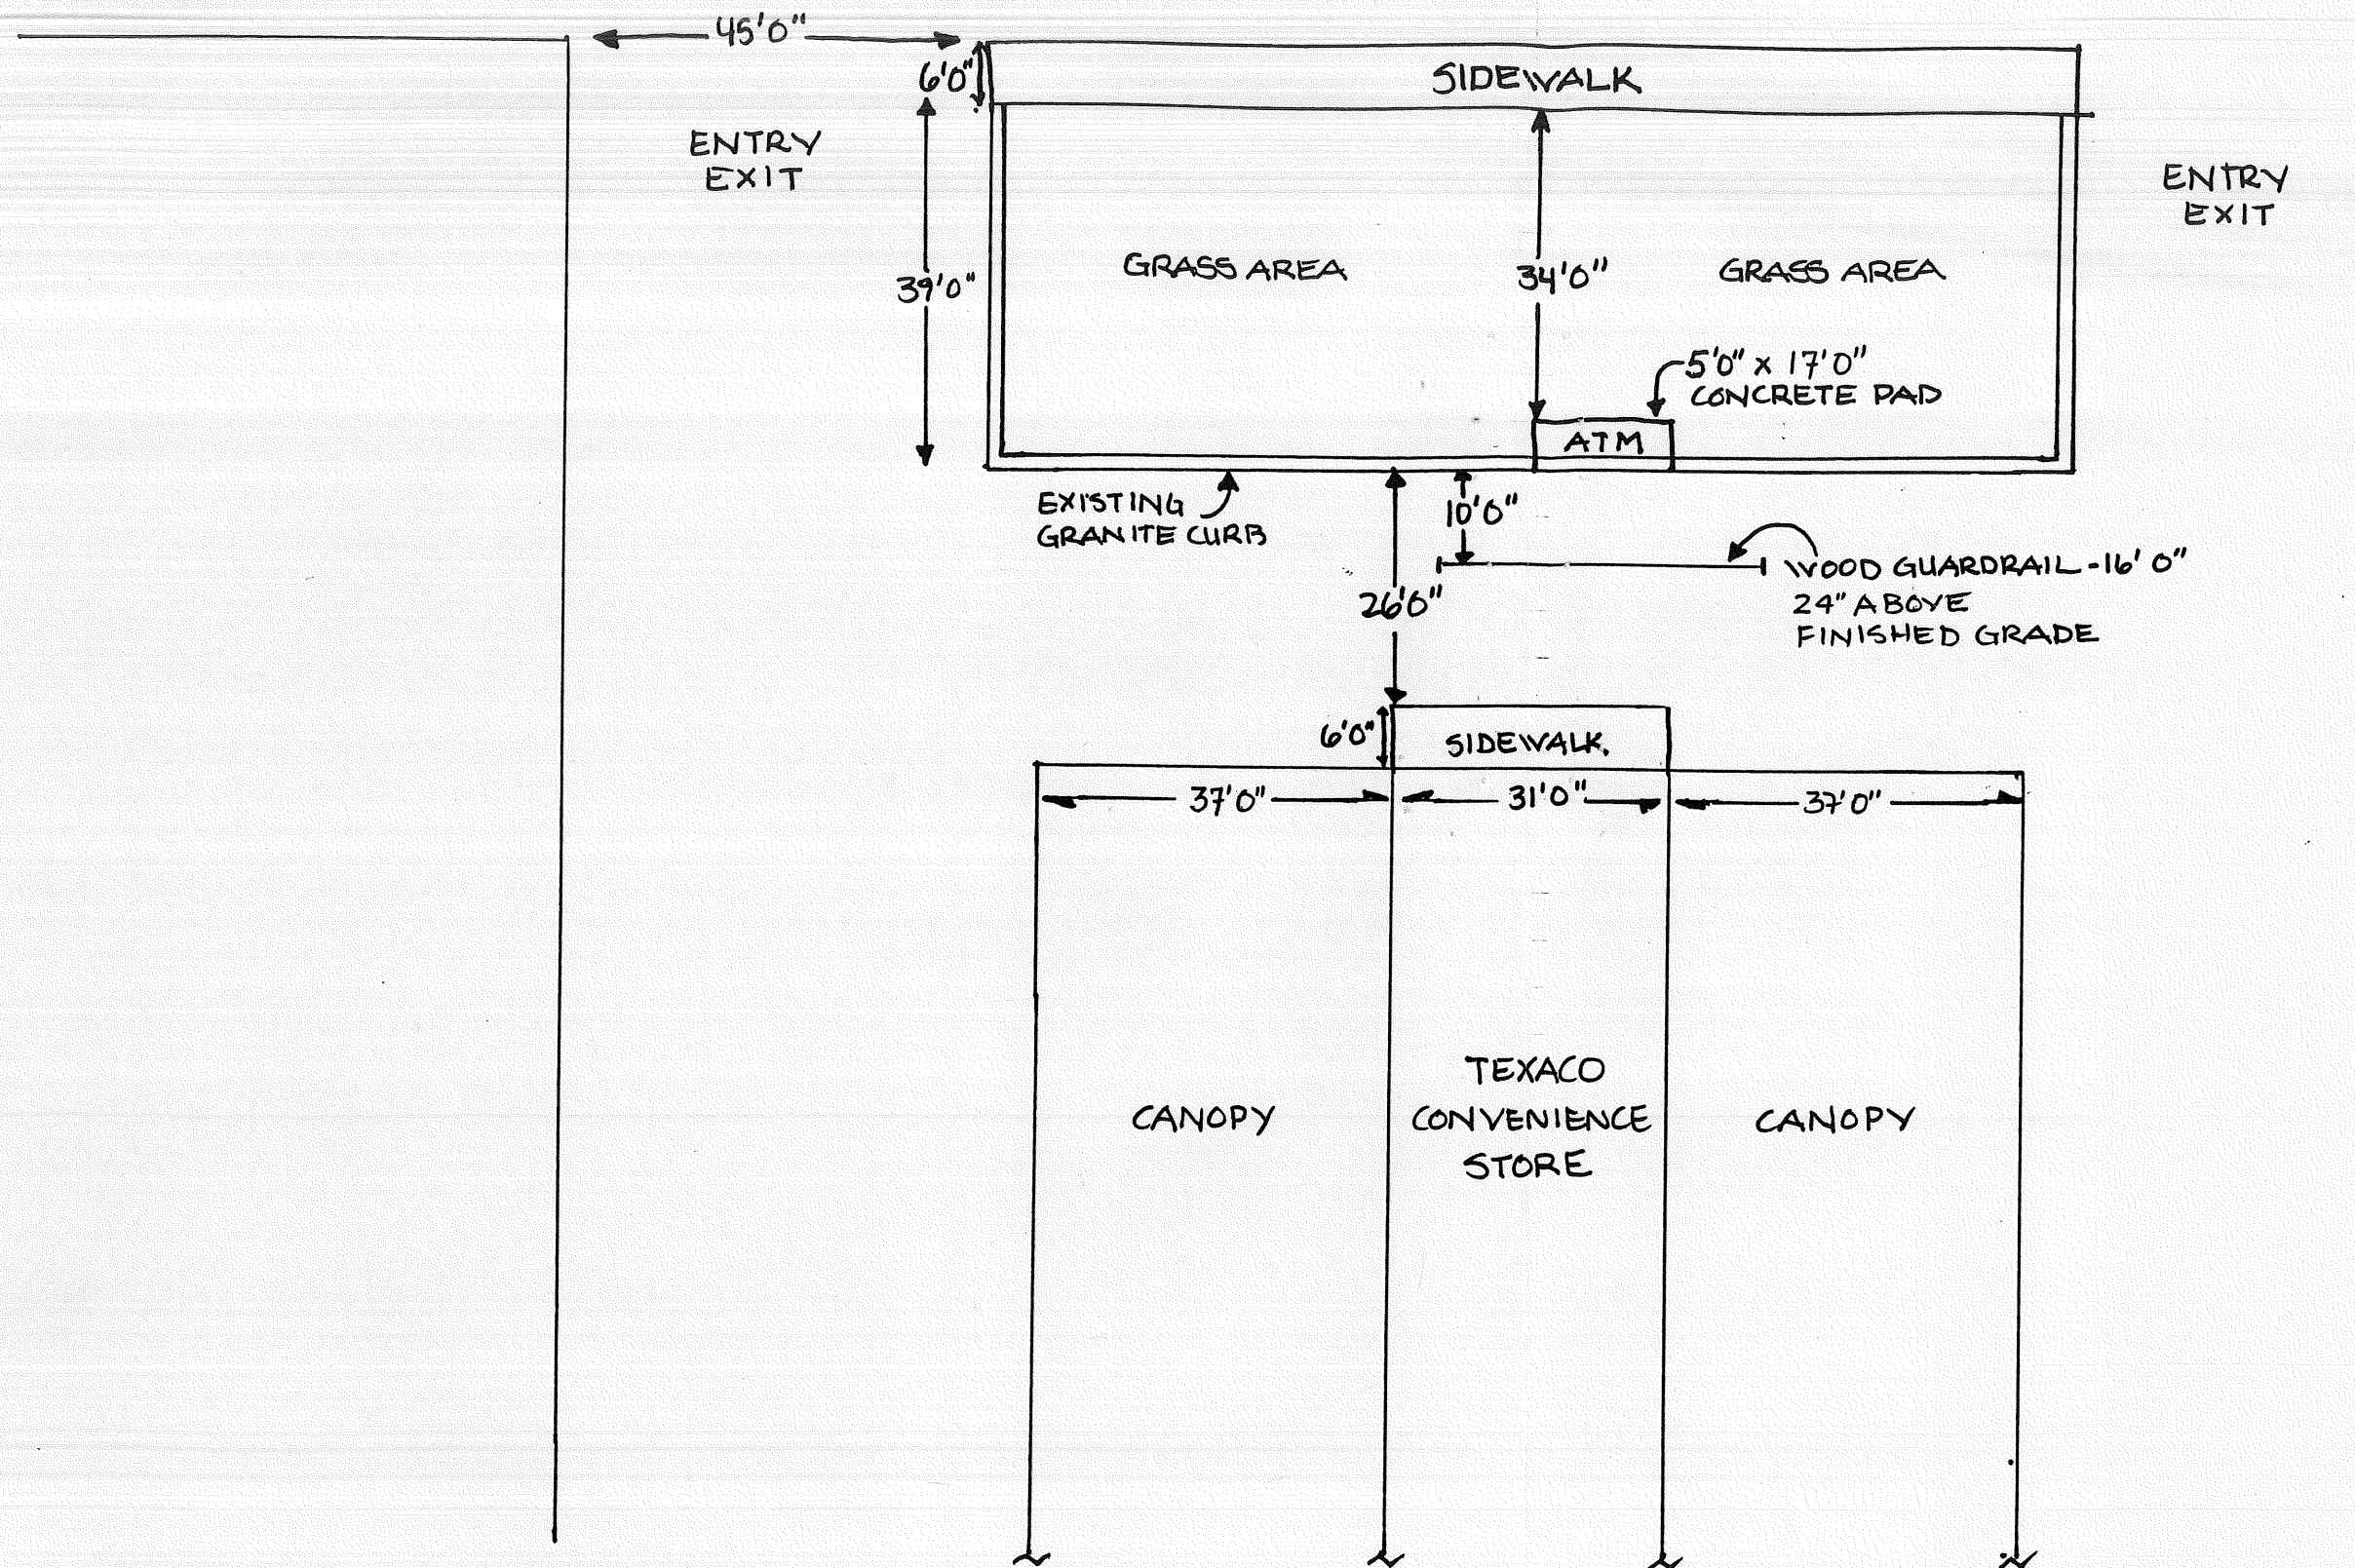 45'0"
6'0"
SIDEWALK
ENTRY
EXIT
ENTRY
EXIT
39'0"
GRASS AREA
34'0"
GRASS AREA
5'0" x 17'0"
CONCRETE PAD
ATM
EXISTING
GRANITE CURB
10'0"
26'0"
WOOD GUARDRAIL - 16'0"
24" ABOVE
FINISHED GRADE
6'0"
SIDEWALK.
37'0"
31'0"
37'0"
CANOPY
TEXACO
CONVENIENCE
STORE
CANOPY